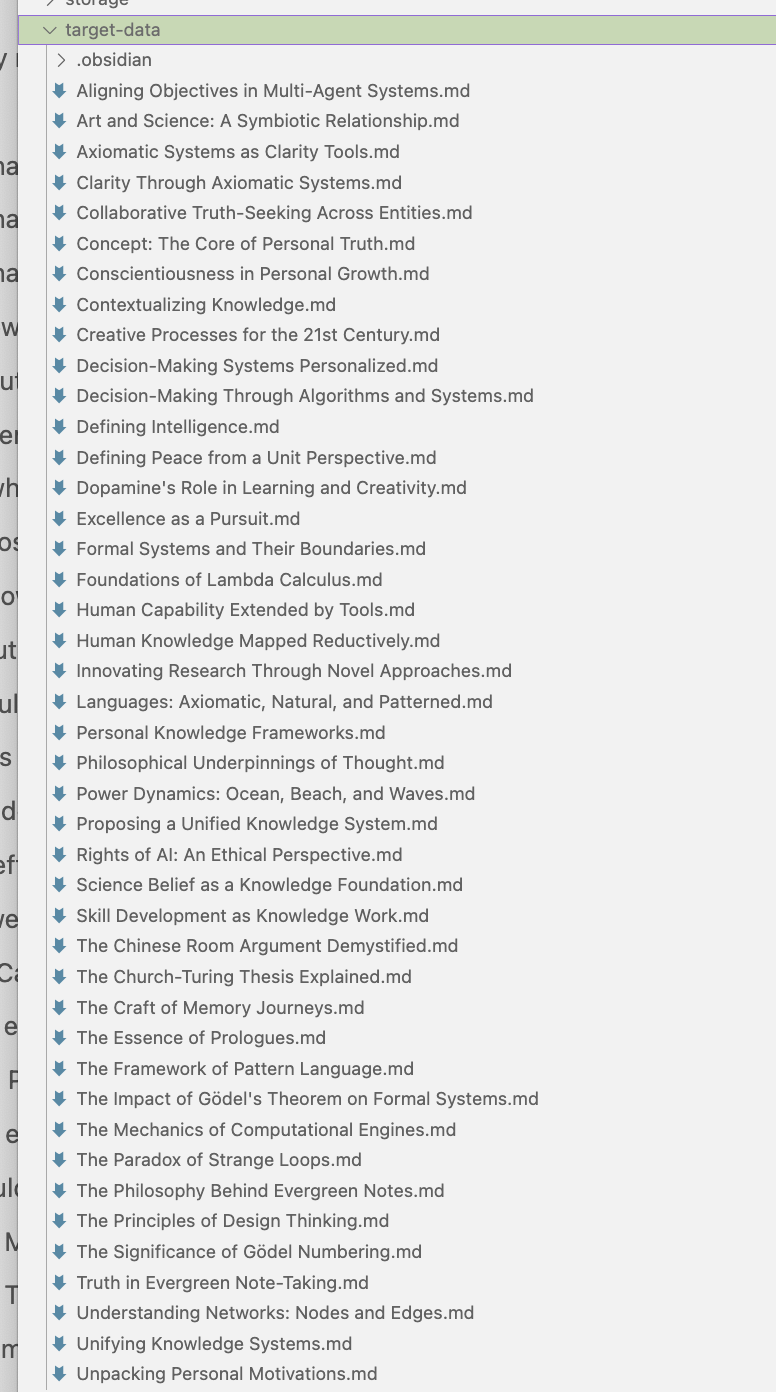 storage
target-data
.obsidian
Aligning Objectives in Multi-Agent Systems.md
Art and Science: A Symbiotic Relationship.md
Axiomatic Systems as Clarity Tools.md
Clarity Through Axiomatic Systems.md
Collaborative Truth-Seeking Across Entities.md
Concept: The Core of Personal Truth.md
Conscientiousness in Personal Growth.md
Contextualizing Knowledge.md
Creative Processes for the 21st Century.md
Decision-Making Systems Personalized.md
Decision-Making Through Algorithms and Systems.md
Defining Intelligence.md
Defining Peace from a Unit Perspective.md
Dopamine's Role in Learning and Creativity.md
Excellence as a Pursuit.md
Formal Systems and Their Boundaries.md
Foundations of Lambda Calculus.md
Human Capability Extended by Tools.md
Human Knowledge Mapped Reductively.md
Innovating Research Through Novel Approaches.md
Languages: Axiomatic, Natural, and Patterned.md
Personal Knowledge Frameworks.md
Philosophical Underpinnings of Thought.md
Power Dynamics: Ocean, Beach, and Waves.md
Proposing a Unified Knowledge System.md
Rights of AI: An Ethical Perspective.md
Science Belief as a Knowledge Foundation.md
Skill Development as Knowledge Work.md
The Chinese Room Argument Demystified.md
The Church-Turing Thesis Explained.md
The Craft of Memory Journeys.md
The Essence of Prologues.md
The Framework of Pattern Language.md
The Impact of Gödel's Theorem on Formal Systems.md
The Mechanics of Computational Engines.md
The Paradox of Strange Loops.md
The Philosophy Behind Evergreen Notes.md
The Principles of Design Thinking.md
The Significance of Gödel Numbering.md
Truth in Evergreen Note-Taking.md
Understanding Networks: Nodes and Edges.md
Unifying Knowledge Systems.md
Unpacking Personal Motivations.md